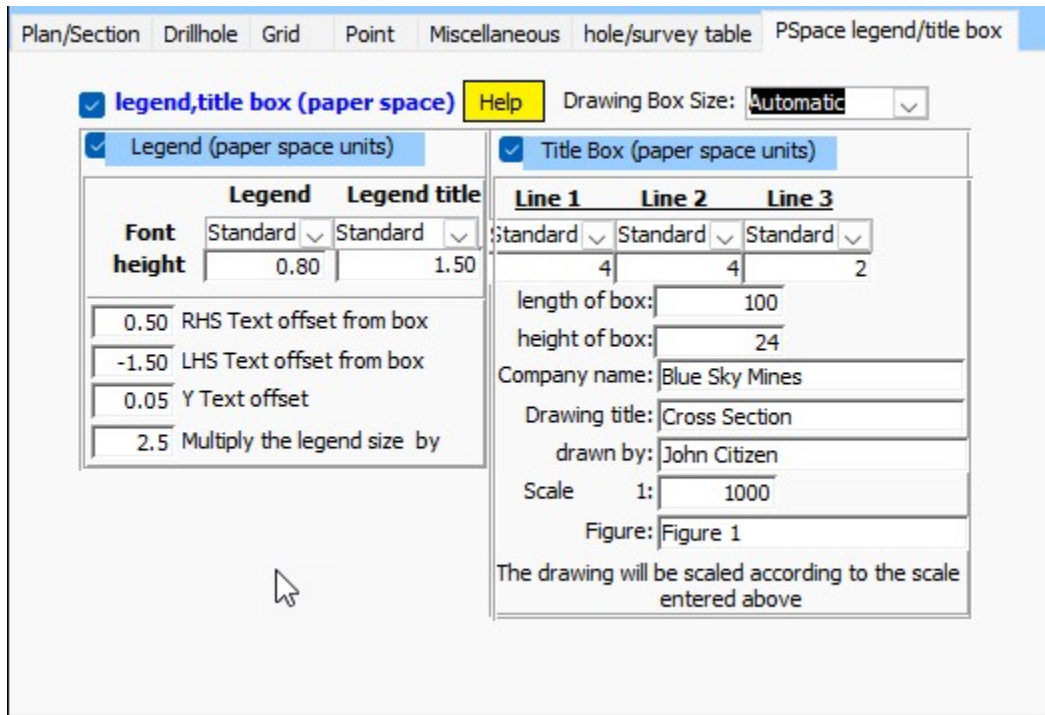 Plan/Section Drillhole Grid Point Miscellaneous hole/survey table PSpace legend/title box
legend,title box (paper space) Help Drawing Box Size: Automatic
Legend (paper space units)
Legend Legend title
Font Standard Standard
height 0.80 1.50
0.50 RHS Text offset from box
-1.50 LHS Text offset from box
0.05 Y Text offset
2.5 Multiply the legend size by
Title Box (paper space units)
Line 1 Line 2 Line 3
Standard Standard Standard
4 4 2
length of box: 100
height of box: 24
Company name: Blue Sky Mines
Drawing title: Cross Section
drawn by: John Citizen
Scale 1: 1000
Figure: Figure 1
The drawing will be scaled according to the scale
entered above